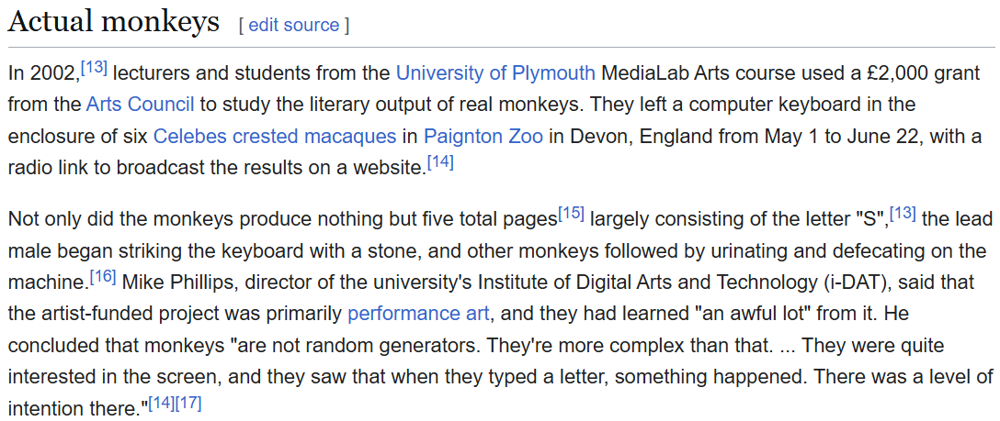 Actual monkeys [ edit source ]
In 2002,[13] lecturers and students from the University of Plymouth MediaLab Arts course used a £2,000 grant
from the Arts Council to study the literary output of real monkeys. They left a computer keyboard in the
enclosure of six Celebes crested macaques in Paignton Zoo in Devon, England from May 1 to June 22, with a
radio link to broadcast the results on a website.[14]
Not only did the monkeys produce nothing but five total pages[15] largely consisting of the letter "S",[13] the lead
male began striking the keyboard with a stone, and other monkeys followed by urinating and defecating on the
machine.[16] Mike Phillips, director of the university's Institute of Digital Arts and Technology (i-DAT), said that
the artist-funded project was primarily performance art, and they had learned "an awful lot" from it. He
concluded that monkeys "are not random generators. They're more complex than that. ... They were quite
interested in the screen, and they saw that when they typed a letter, something happened. There was a level of
intention there."[14][17]